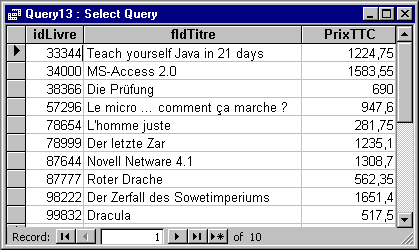 Query13 : Select Query
idLivre fldTitre PrixTTC
33344 Teach yourself Java in 21 days 1224,75
34000 MS-Access 2.0 1583,55
38366 Die Prüfung 690
57296 Le micro ... comment ça marche ? 947,6
78654 L'homme juste 281,75
78999 Der letzte Zar 1235,1
87644 Novell Netware 4.1 1308,7
87777 Roter Drache 562,35
98222 Der Zerfall des Sowetimperiums 1651,4
99832 Dracula 517,5
Record: 1 of 10